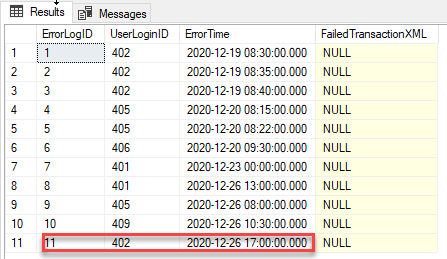 Results Messages
ErrorLogID UserLoginID ErrorTime FailedTransactionXML
1 1 402 2020-12-19 08:30:00.000 NULL
2 2 402 2020-12-19 08:35:00.000 NULL
3 3 402 2020-12-19 08:40:00.000 NULL
4 4 405 2020-12-20 08:15:00.000 NULL
5 5 405 2020-12-20 08:22:00.000 NULL
6 6 406 2020-12-20 09:30:00.000 NULL
7 7 401 2020-12-23 00:00:00.000 NULL
8 8 401 2020-12-26 13:00:00.000 NULL
9 9 405 2020-12-26 08:00:00.000 NULL
10 10 409 2020-12-26 10:30:00.000 NULL
11 11 402 2020-12-26 17:00:00.000 NULL